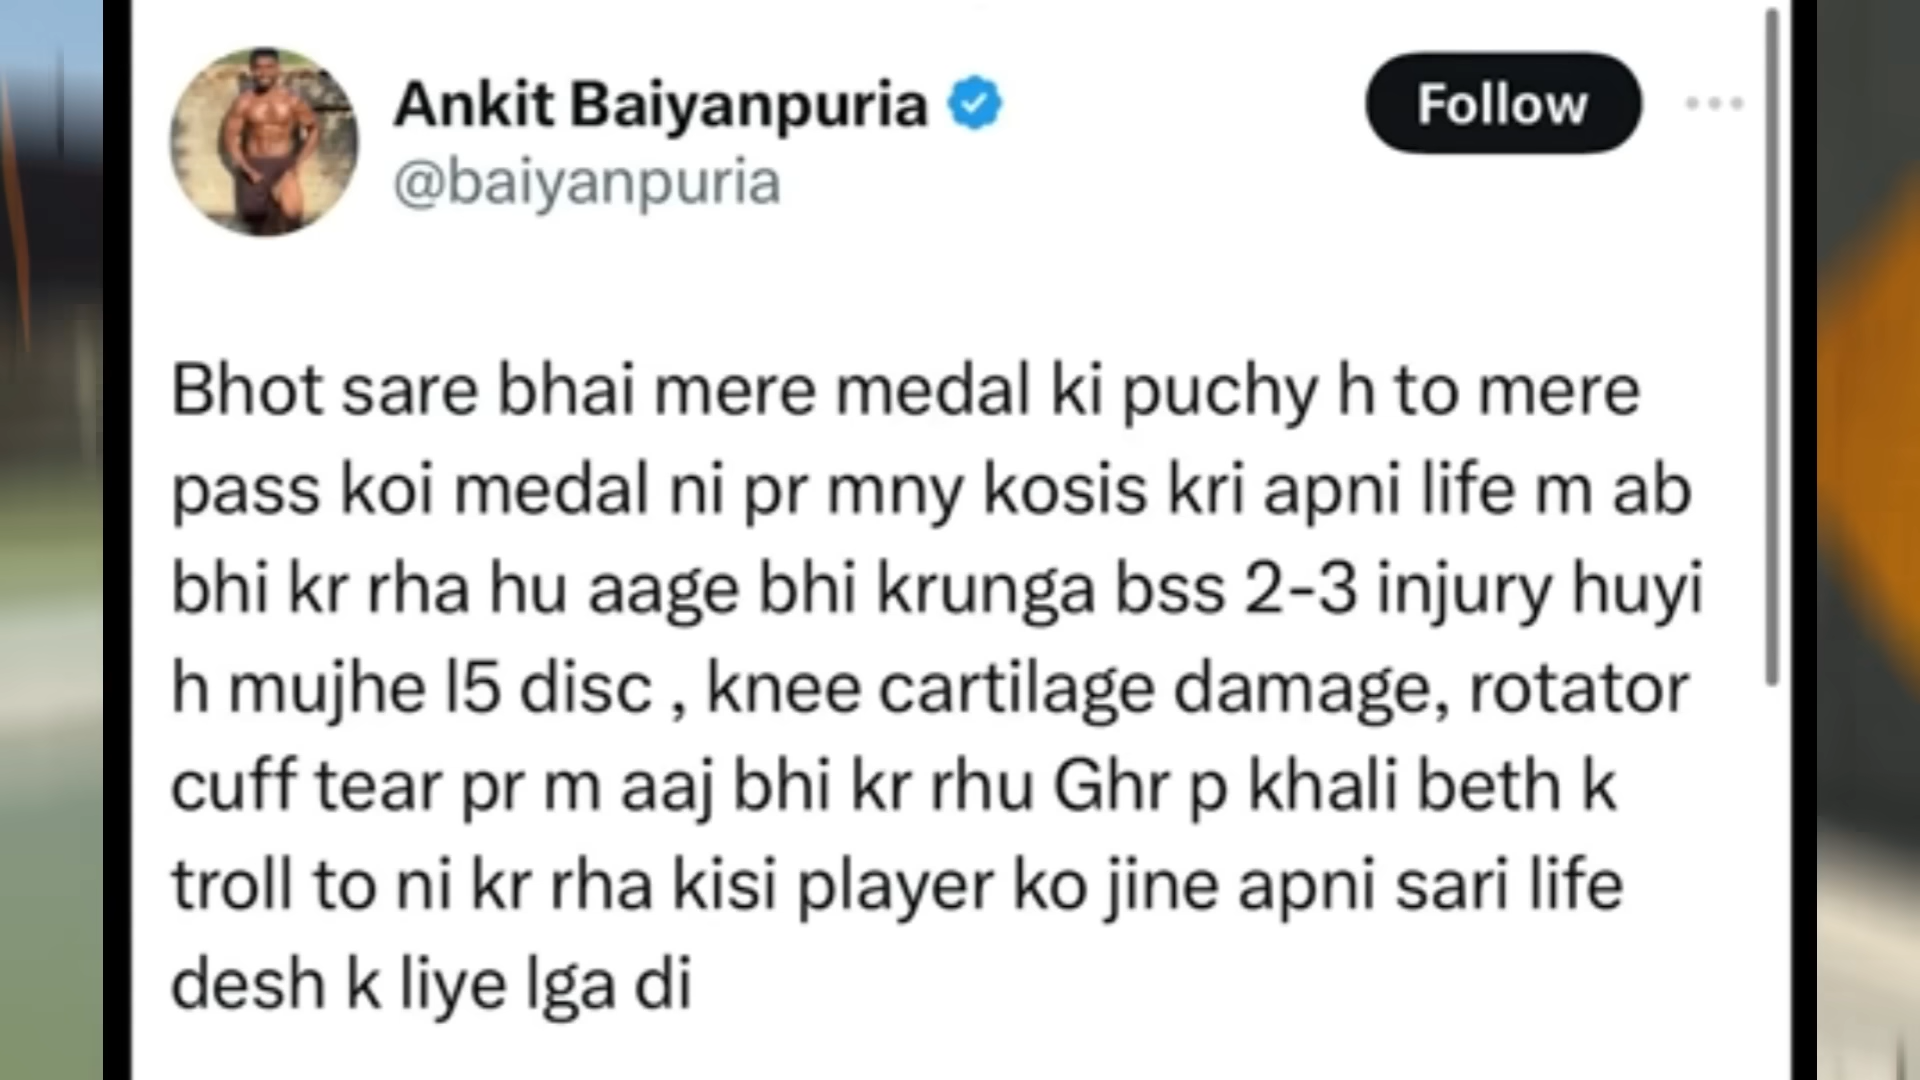 Ankit Baiyanpuria
@baiyanpuria
Follow
Bhot sare bhai mere medal ki puchy h to mere
pass koi medal ni pr mny kosis kri apni life m ab
bhi kr rha hu aage bhi krunga bss 2-3 injury huyi
h mujhe l5 disc , knee cartilage damage, rotator
cuff tear pr m aaj bhi kr rhu Ghr p khali beth k
troll to ni kr rha kisi player ko jine apni sari life
desh k liye lga di